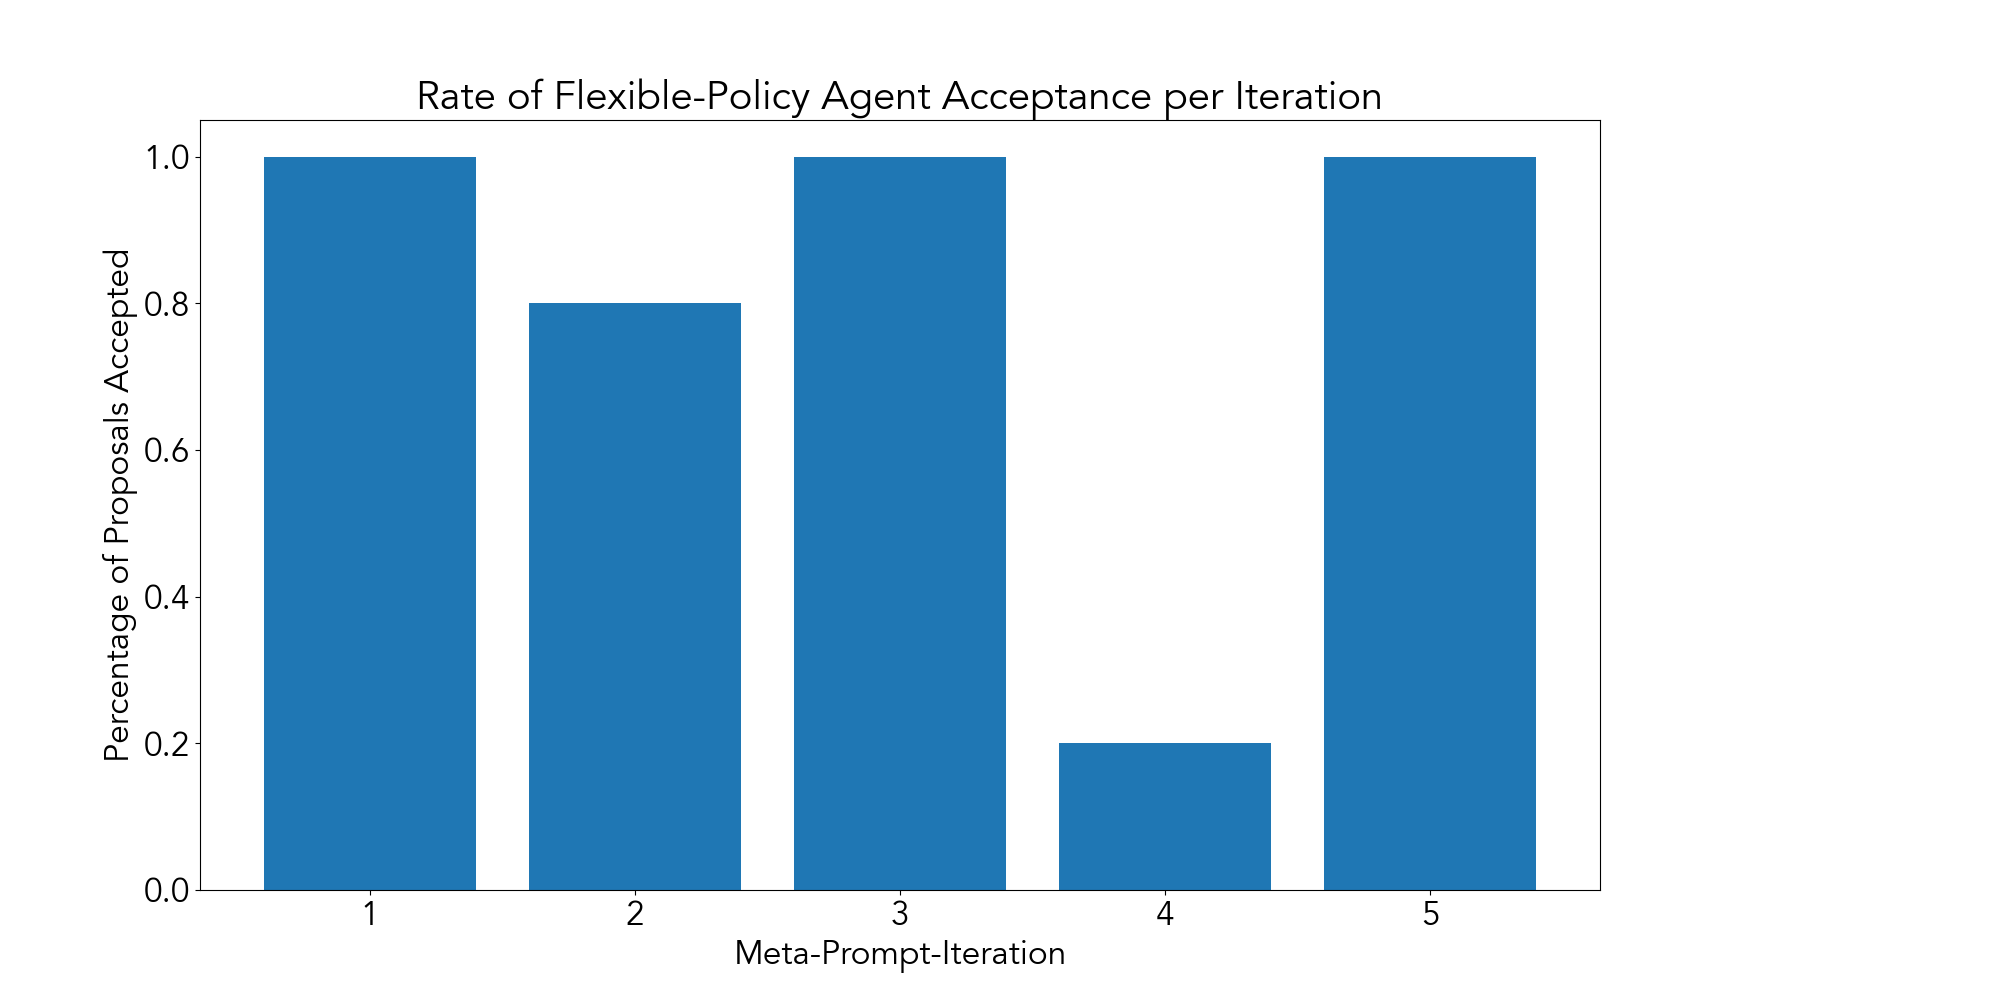 Rate of Flexible-Policy Agent Acceptance per Iteration
Percentage of Proposals Accepted
1.0
0.8
0.6
0.4
0.2
0.0
1 2 3 4 5
Meta-Prompt-Iteration